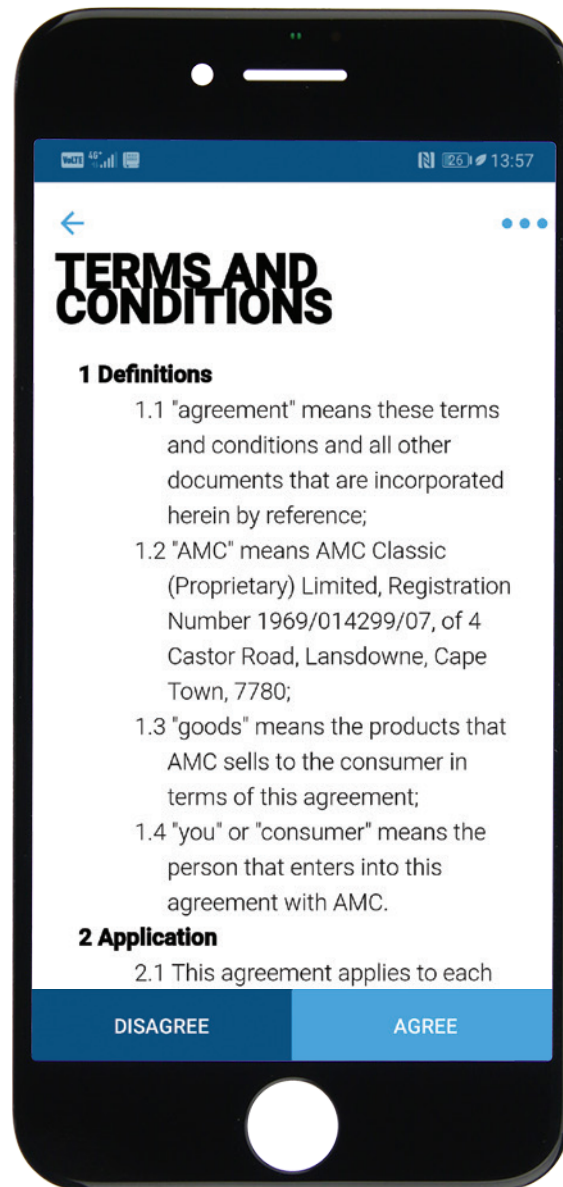 VoLTE 4G+ 26 13:57
TERMS AND
CONDITIONS
1 Definitions
1.1 "agreement" means these terms
and conditions and all other
documents that are incorporated
herein by reference;
1.2 "AMC" means AMC Classic
(Proprietary) Limited, Registration
Number 1969/014299/07, of 4
Castor Road, Lansdowne, Cape
Town, 7780;
1.3 "goods" means the products that
AMC sells to the consumer in
terms of this agreement;
1.4 "you" or "consumer" means the
person that enters into this
agreement with AMC.
2 Application
2.1 This agreement applies to each
DISAGREE AGREE